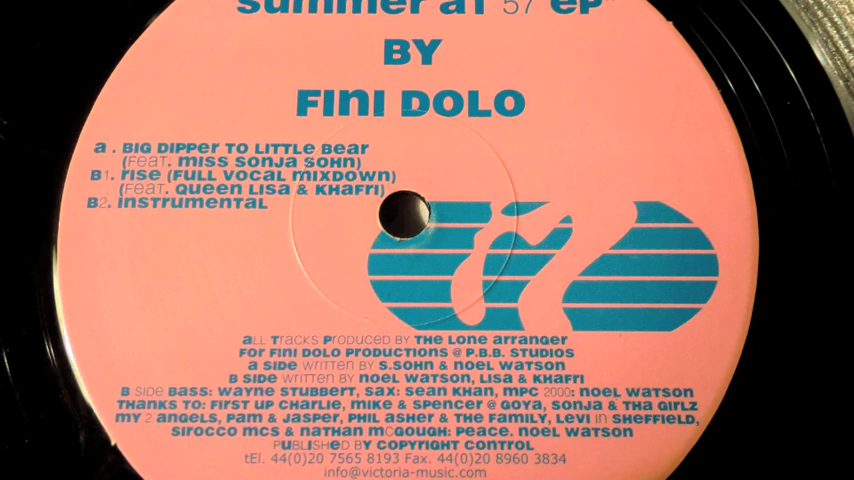 summer at 57 EP"
BY
FINI DOLO
a . BIG DIPPER TO LITTLE BEAR
(FEAT. MISS SONJA SOHN)
B1. RISE (FULL VOCAL MIXDOWN)
(FEAT. QUEEN LISA & KHAFRI)
B2. INSTRUMENTAL
ALL TRACKS PRODUCED BY THE LONE ARRANGER
FOR FINI DOLO PRODUCTIONS @ P.B.B. STUDIOS
A SIDE WRITTEN BY S.SOHN & NOEL WATSON
B SIDE WRITTEN BY NOEL WATSON, LISA & KHAFRI
B SIDE BASS: WAYNE STUBBERT, SAX: SEAN KHAN, MPC 2000: NOEL WATSON
THANKS TO: FIRST UP CHARLIE, MIKE & SPENCER @ GOYA, SONJA & THA GIRLZ
MY 2 ANGELS, PAM & JASPER, PHIL ASHER & THE FAMILY, LEVI IN SHEFFIELD,
SIROCCO MCS & NATHAN MCGOUGH: PEACE. NOEL WATSON
PUBLISHED BY COPYRIGHT CONTROL
tEl. 44(0)20 7565 8193 Fax. 44(0)20 8960 3834
info@victoria-music.com